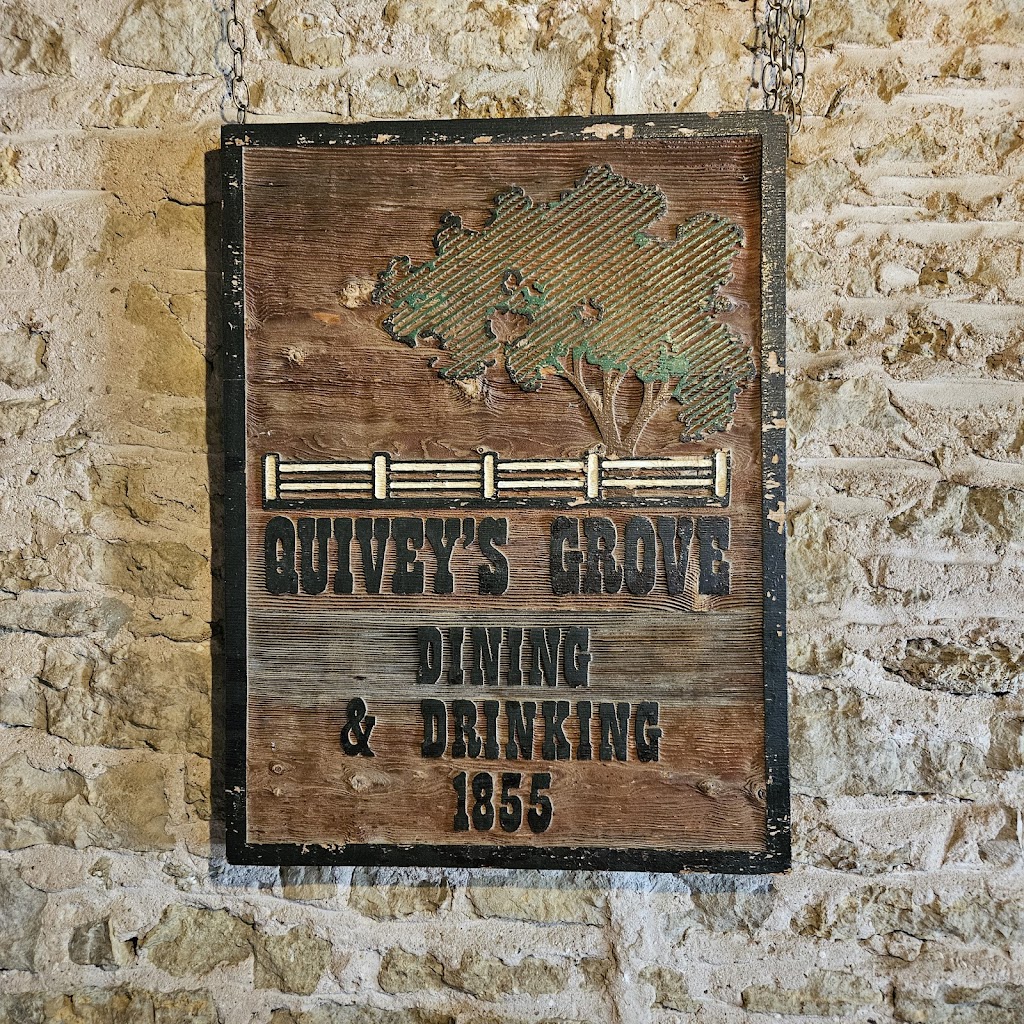 QUIVEY'S GROVE
DINING
& DRINKING
1855